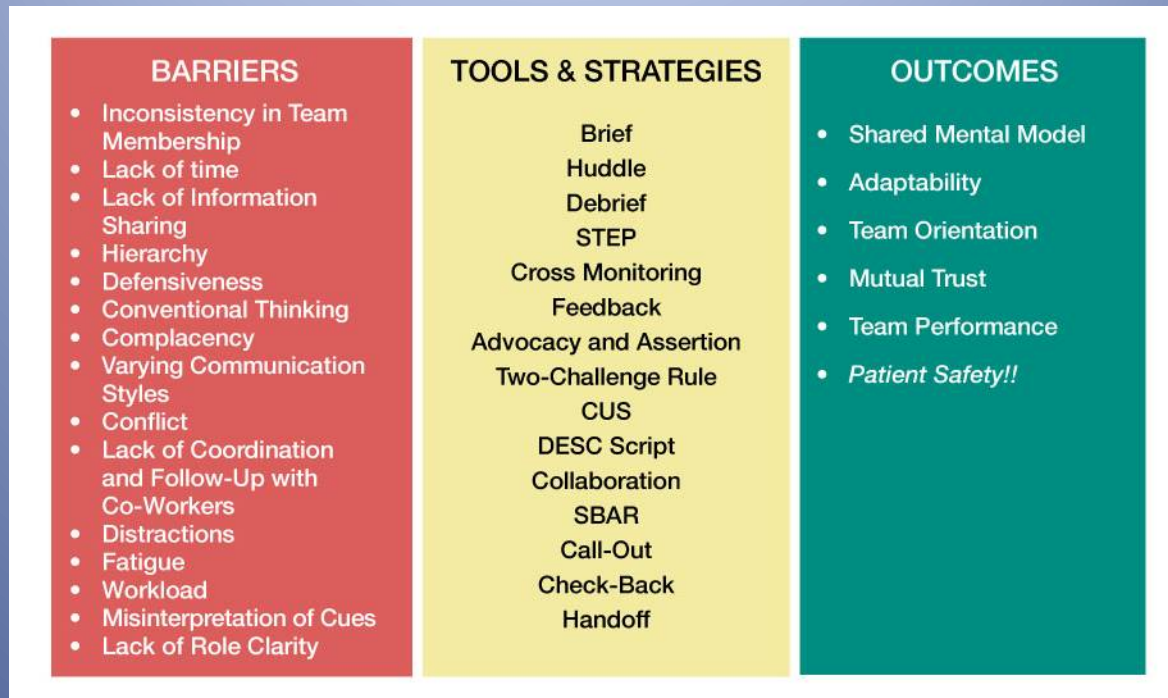 BARRIERS
• Inconsistency in Team
Membership
• Lack of time
• Lack of Information
Sharing
• Hierarchy
• Defensiveness
• Conventional Thinking
• Complacency
• Varying Communication
Styles
• Conflict
• Lack of Coordination
and Follow-Up with
Co-Workers
• Distractions
• Fatigue
• Workload
• Misinterpretation of Cues
• Lack of Role Clarity
TOOLS & STRATEGIES
Brief
Huddle
Debrief
STEP
Cross Monitoring
Feedback
Advocacy and Assertion
Two-Challenge Rule
CUS
DESC Script
Collaboration
SBAR
Call-Out
Check-Back
Handoff
OUTCOMES
• Shared Mental Model
• Adaptability
• Team Orientation
• Mutual Trust
• Team Performance
• Patient Safety!!